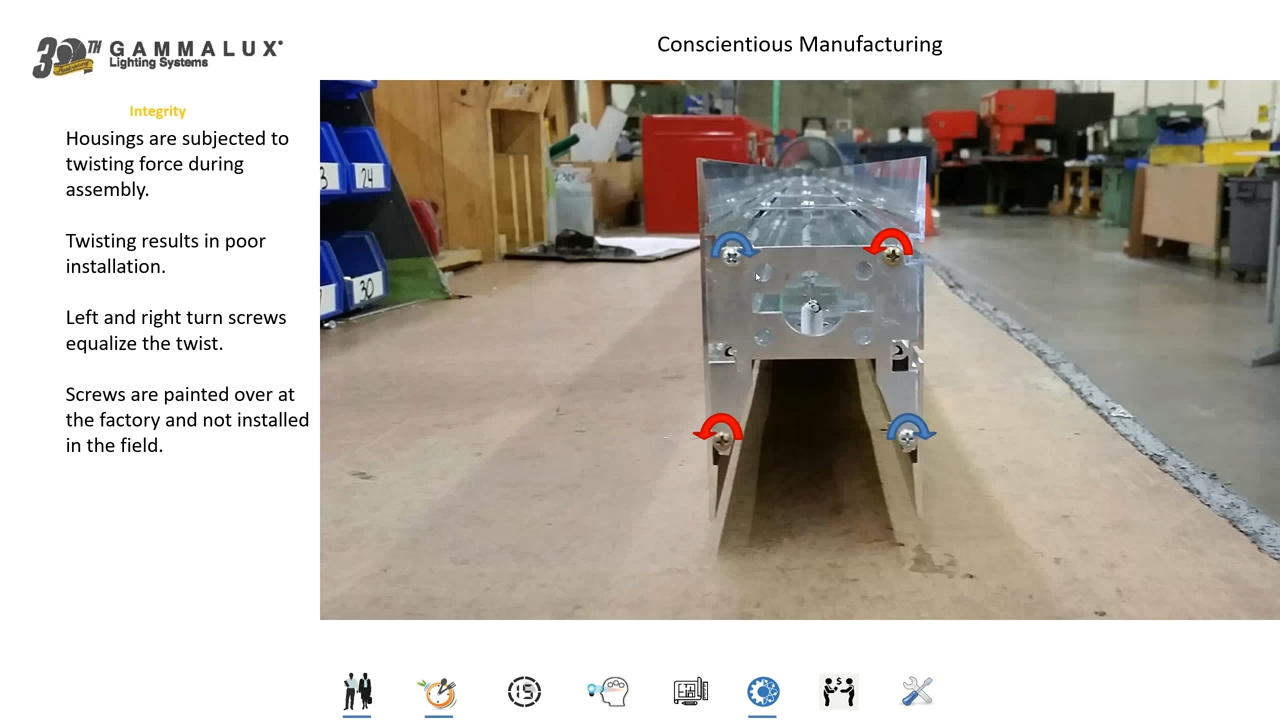 30TH GAMMALUX
Anniversary
Lighting Systems
Conscientious Manufacturing
Integrity
Housings are subjected to
twisting force during
assembly.
Twisting results in poor
installation.
Left and right turn screws
equalize the twist.
Screws are painted over at
the factory and not installed
in the field.
3
24
30
15
$